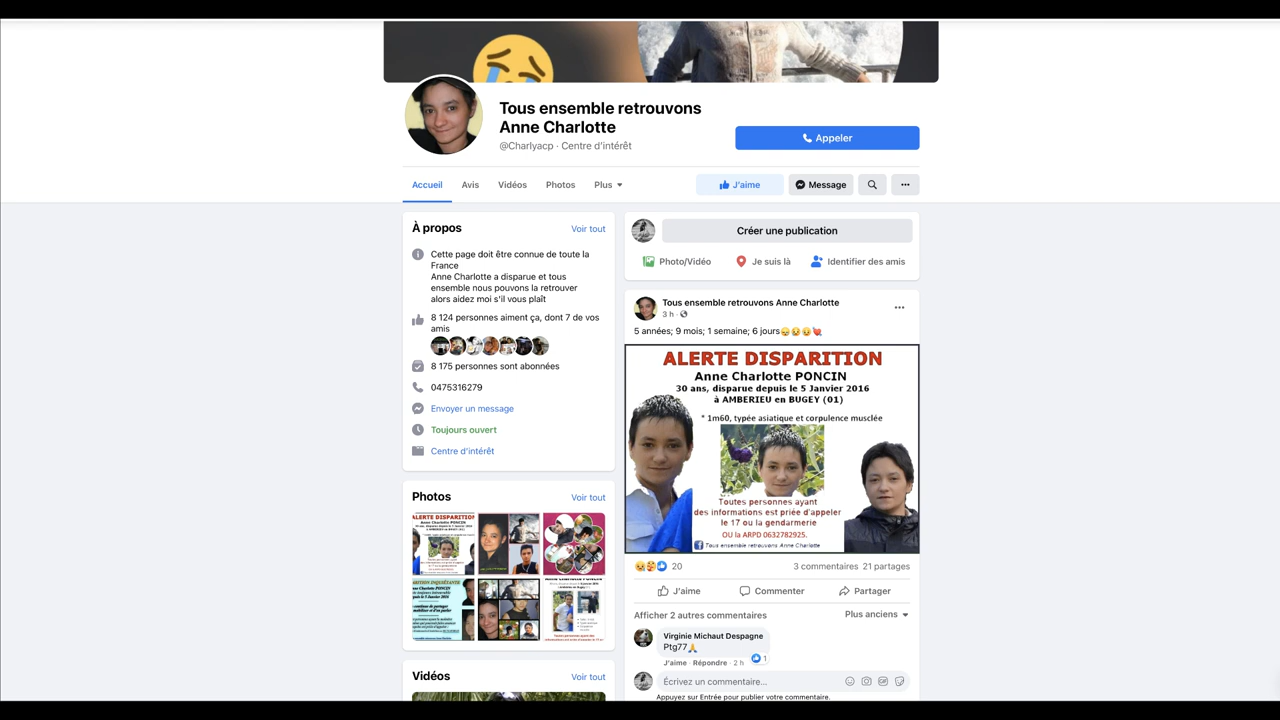 Tous ensemble retrouvons
Anne Charlotte
@Charlyacp · Centre d'intérêt
Appeler
Accueil
Avis
Vidéos
Photos
Plus
J'aime
Message
À propos
Voir tout
Cette page doit être connue de toute la
France
Anne Charlotte a disparue et tous
ensemble nous pouvons la retrouver
alors aidez moi s'il vous plaît
8 124 personnes aiment ça, dont 7 de vos
amis
8 175 personnes sont abonnées
0475316279
Envoyer un message
Toujours ouvert
Centre d'intérêt
Photos
Voir tout
ALERTE DISPARITION
Anne Charlotte PONCIN
Vidéos
Voir tout
Créer une publication
Photo/Vidéo
Je suis là
Identifier des amis
Tous ensemble retrouvons Anne Charlotte
3 h ·
5 années; 9 mois; 1 semaine; 6 jours😞😢😖💘
ALERTE DISPARITION
Anne Charlotte PONCIN
30 ans, disparue depuis le 5 Janvier 2016
à AMBERIEU en BUGEY (01)
* 1m60, typée asiatique et corpulence musclée
Toutes personnes ayant
des informations est priée d'appeler
le 17 ou la gendarmerie
OU la ARPD 0632782925.
Tous ensemble retrouvons Anne Charlotte
20
3 commentaires 21 partages
J'aime
Commenter
Partager
Afficher 2 autres commentaires
Plus anciens
Virginie Michaut Despagne
Ptg77🙏
1
J'aime · Répondre · 2 h
Écrivez un commentaire...
Appuyez sur Entrée pour publier votre commentaire.